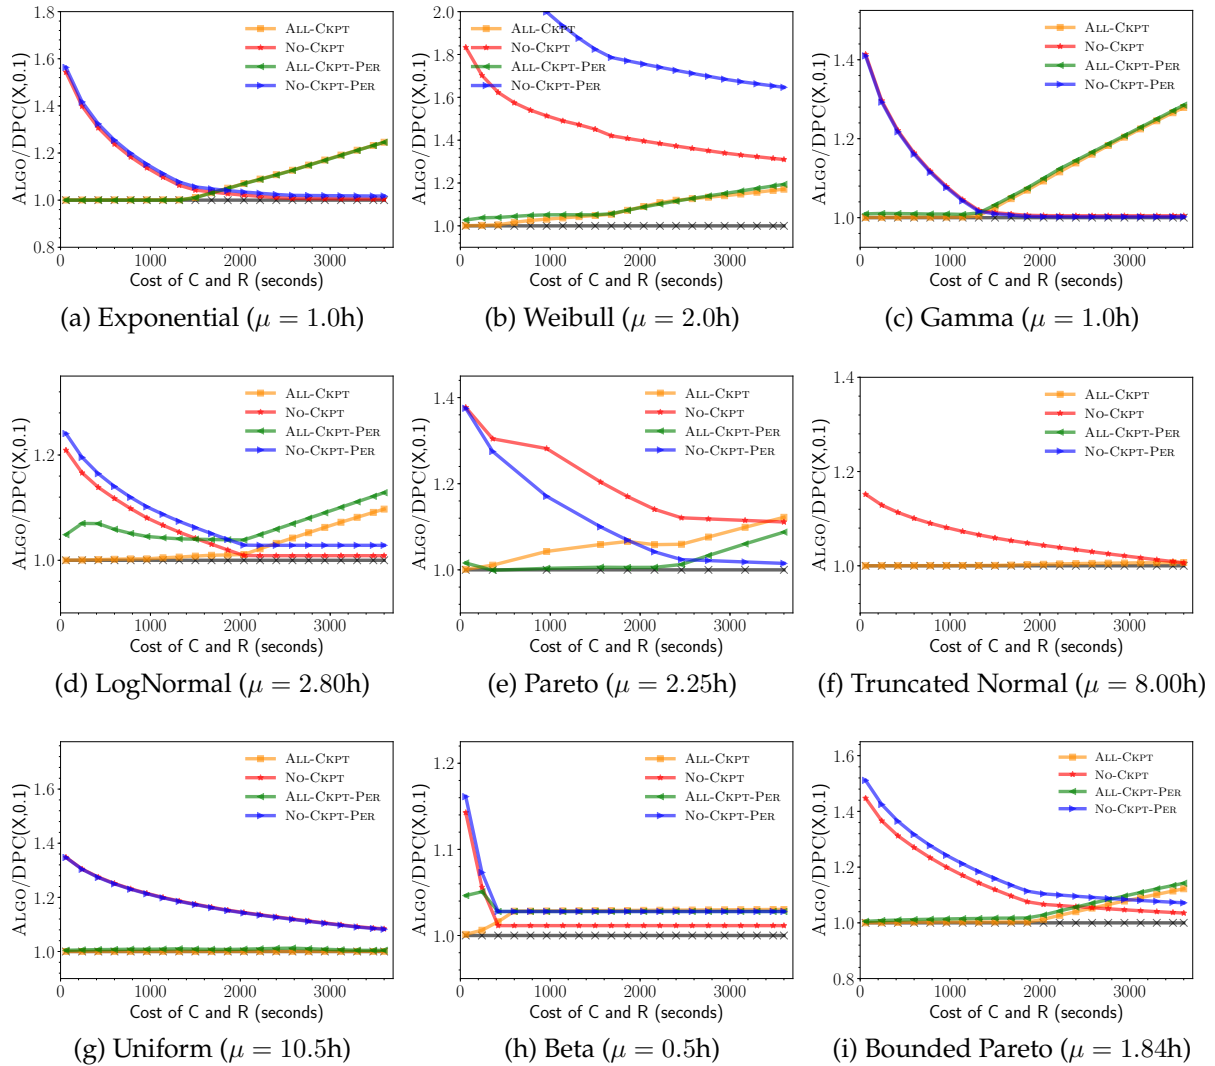 1.8
1.6
1.4
1.2
1.0
0.8
ALGO/DPC(X,0.1)
ALL-CKPT
NO-CKPT
ALL-CKPT-PER
NO-CKPT-PER
0 1000 2000 3000
Cost of C and R (seconds)
(a) Exponential (μ = 1.0h)
2.0
1.8
1.6
1.4
1.2
1.0
ALGO/DPC(X,0.1)
ALL-CKPT
NO-CKPT
ALL-CKPT-PER
NO-CKPT-PER
0 1000 2000 3000
Cost of C and R (seconds)
(b) Weibull (μ = 2.0h)
1.4
1.2
1.0
ALGO/DPC(X,0.1)
ALL-CKPT
NO-CKPT
ALL-CKPT-PER
NO-CKPT-PER
0 1000 2000 3000
Cost of C and R (seconds)
(c) Gamma (μ = 1.0h)
1.2
1.0
ALGO/DPC(X,0.1)
ALL-CKPT
NO-CKPT
ALL-CKPT-PER
NO-CKPT-PER
0 1000 2000 3000
Cost of C and R (seconds)
(d) LogNormal (μ = 2.80h)
1.4
1.2
1.0
ALGO/DPC(X,0.1)
ALL-CKPT
NO-CKPT
ALL-CKPT-PER
NO-CKPT-PER
0 1000 2000 3000
Cost of C and R (seconds)
(e) Pareto (μ = 2.25h)
1.4
1.2
1.0
ALGO/DPC(X,0.1)
ALL-CKPT
NO-CKPT
ALL-CKPT-PER
NO-CKPT-PER
0 1000 2000 3000
Cost of C and R (seconds)
(f) Truncated Normal (μ = 8.00h)
1.6
1.4
1.2
1.0
ALGO/DPC(X,0.1)
ALL-CKPT
NO-CKPT
ALL-CKPT-PER
NO-CKPT-PER
0 1000 2000 3000
Cost of C and R (seconds)
(g) Uniform (μ = 10.5h)
1.2
1.1
1.0
ALGO/DPC(X,0.1)
ALL-CKPT
NO-CKPT
ALL-CKPT-PER
NO-CKPT-PER
0 1000 2000 3000
Cost of C and R (seconds)
(h) Beta (μ = 0.5h)
1.6
1.4
1.2
1.0
0.8
ALGO/DPC(X,0.1)
ALL-CKPT
NO-CKPT
ALL-CKPT-PER
NO-CKPT-PER
0 1000 2000 3000
Cost of C and R (seconds)
(i) Bounded Pareto (μ = 1.84h)